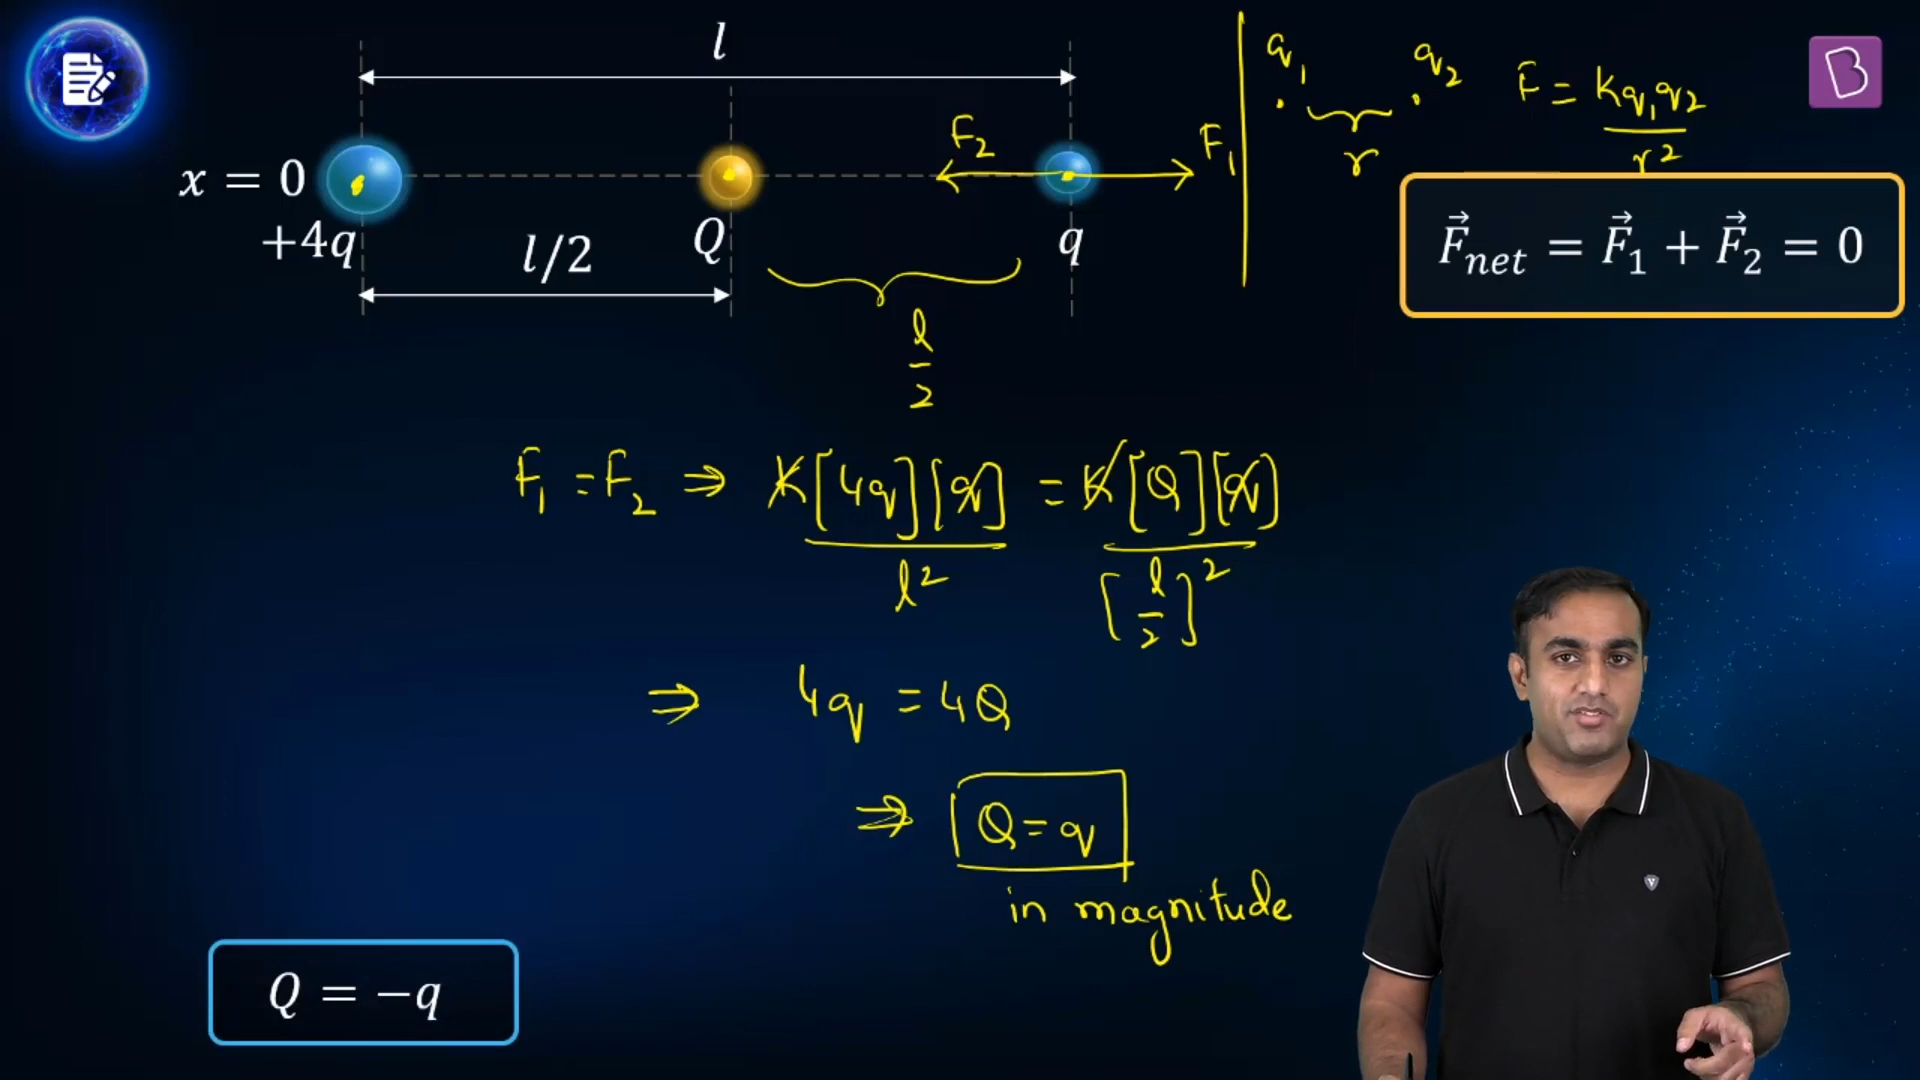 l
q₁ q₂ F = Kq₁q₂/r²
r
F₂ F₁
x = 0
+4q Q q
l/2
F⃗net = F⃗₁ + F⃗₂ = 0
l/2
F₁ = F₂ ⇒ K[4q][q]/l² = K[Q][q]/[l/2]²
⇒ 4q = 4Q
⇒ Q = q
in magnitude
Q = −q
B